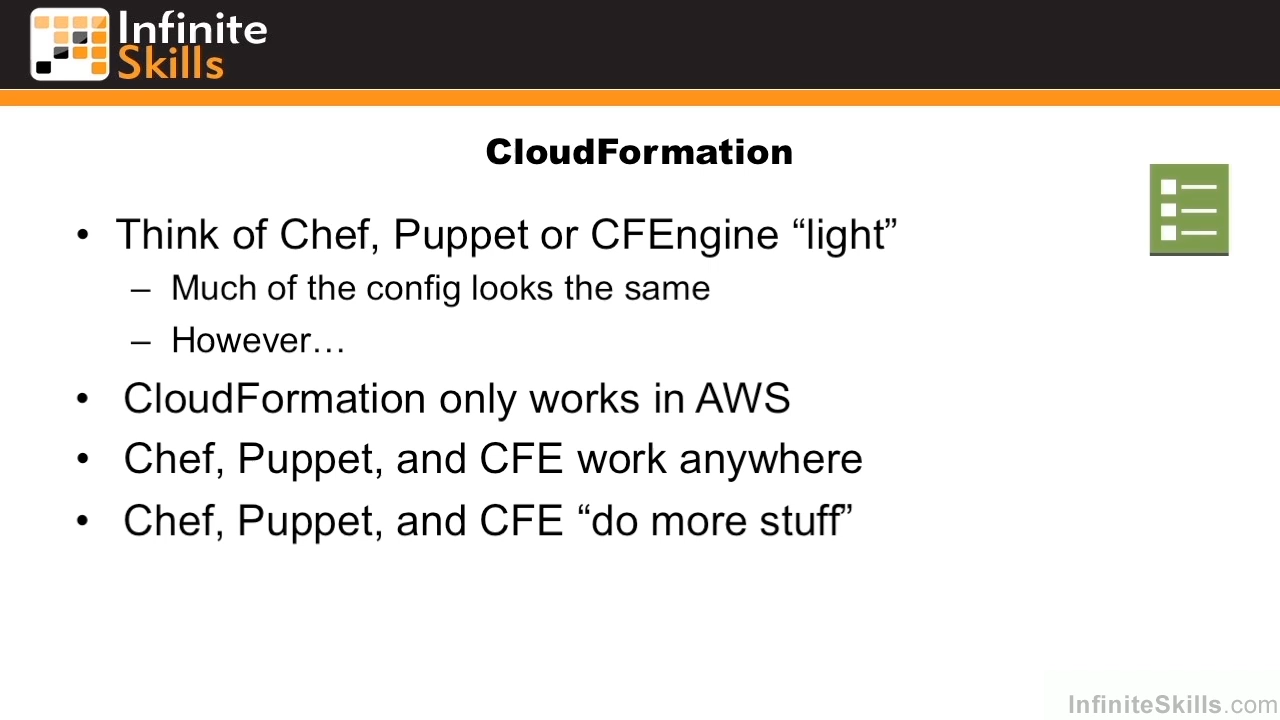 Infinite
Skills
CloudFormation
• Think of Chef, Puppet or CFEngine “light”
– Much of the config looks the same
– However…
• CloudFormation only works in AWS
• Chef, Puppet, and CFE work anywhere
• Chef, Puppet, and CFE “do more stuff”
InfiniteSkills.com